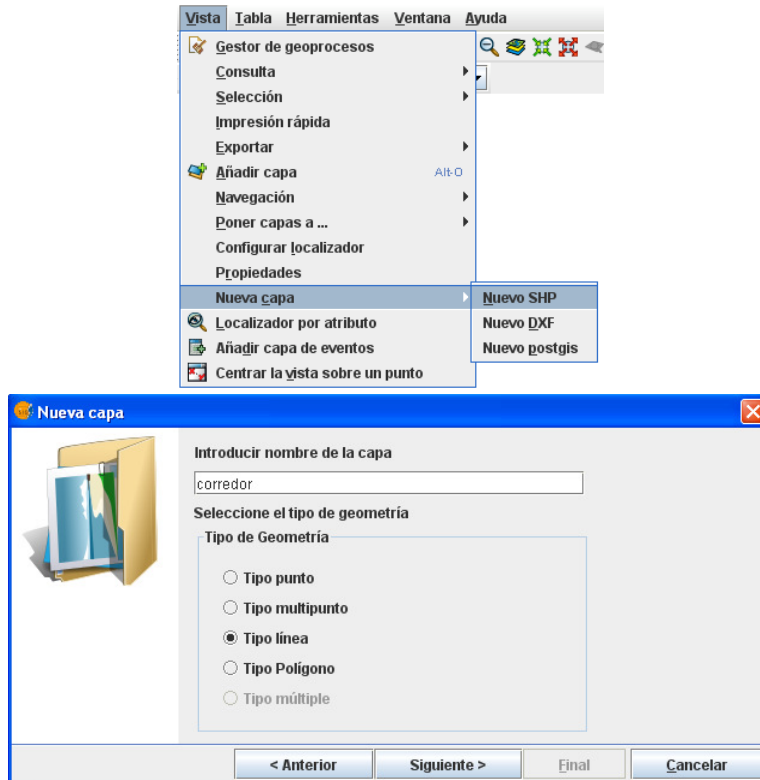 Vista Tabla Herramientas Ventana Ayuda
Gestor de geoprocesos
Consulta
Selección
Impresión rápida
Exportar
Añadir capa Alt-O
Navegación
Poner capas a ...
Configurar localizador
Propiedades
Nueva capa
Nuevo SHP
Nuevo DXF
Nuevo postgis
Localizador por atributo
Añadir capa de eventos
Centrar la vista sobre un punto
Nueva capa
Introducir nombre de la capa
corredor
Seleccione el tipo de geometría
Tipo de Geometría
Tipo punto
Tipo multipunto
Tipo línea
Tipo Polígono
Tipo múltiple
< Anterior Siguiente > Final Cancelar